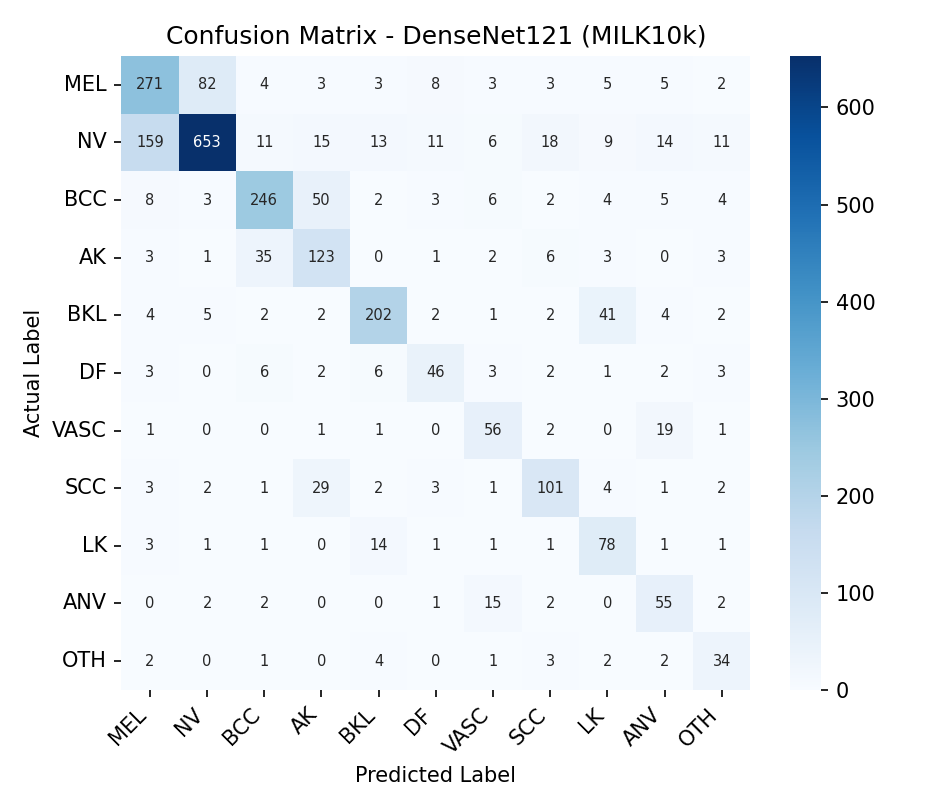 Confusion Matrix - DenseNet121 (MILK10k)
MEL 271 82 4 3 3 8 3 3 5 5 2
NV 159 653 11 15 13 11 6 18 9 14 11
BCC 8 3 246 50 2 3 6 2 4 5 4
AK 3 1 35 123 0 1 2 6 3 0 3
BKL 4 5 2 2 202 2 1 2 41 4 2
DF 3 0 6 2 6 46 3 2 1 2 3
VASC 1 0 0 1 1 0 56 2 0 19 1
SCC 3 2 1 29 2 3 1 101 4 1 2
LK 3 1 1 0 14 1 1 1 78 1 1
ANV 0 2 2 0 0 1 15 2 0 55 2
OTH 2 0 1 0 4 0 1 3 2 2 34
MEL NV BCC AK BKL DF VASC SCC LK ANV OTH
Predicted Label
Actual Label
600
500
400
300
200
100
0